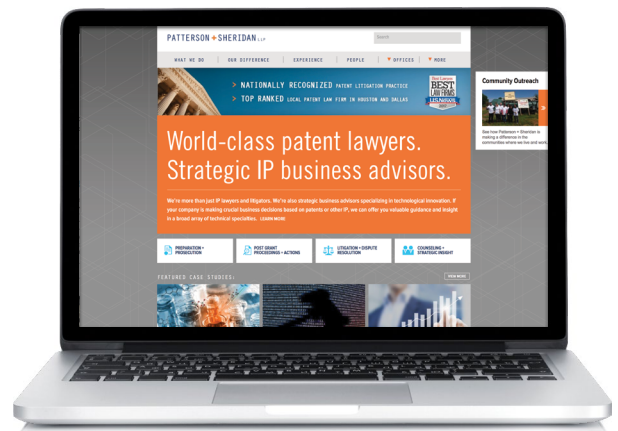 PATTERSON + SHERIDAN LLP
Search
WHAT WE DO
OUR DIFFERENCE
EXPERIENCE
PEOPLE
OFFICES
MORE
> NATIONALLY RECOGNIZED PATENT LITIGATION PRACTICE
> TOP RANKED LOCAL PATENT LAW FIRM IN HOUSTON AND DALLAS
Best Lawyers
BEST
LAW FIRMS
U.S.News
Community Outreach
See How Patterson + Sheridan is
making a difference in the
communities where we live and work.
World-class patent lawyers.
Strategic IP business advisors.
We're more than just IP lawyers and litigators. We're also strategic business advisors specializing in technological innovation. If
your company is making crucial business decisions based on patents or other IP, we can offer you valuable guidance and insight
in a broad array of technical specialties. LEARN MORE
PREPARATION +
PROSECUTION
POST GRANT
PROCEEDINGS + ACTIONS
LITIGATION + DISPUTE
RESOLUTION
COUNSELING +
STRATEGIC INSIGHT
FEATURED CASE STUDIES:
VIEW MORE